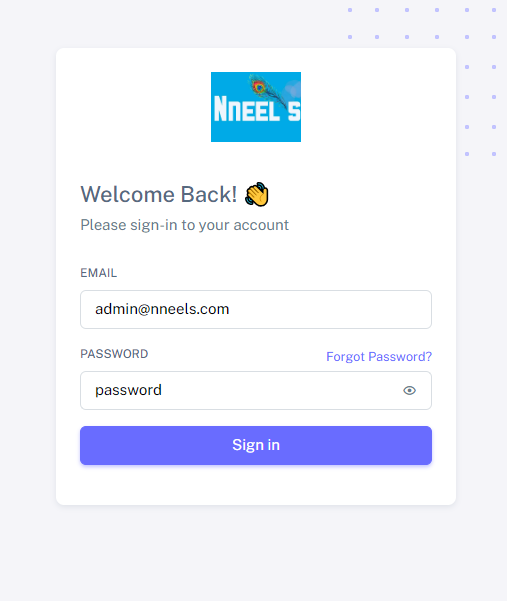 NNEEL S
Welcome Back! 👋
Please sign-in to your account
EMAIL
admin@nneels.com
PASSWORD
Forgot Password?
password
Sign in